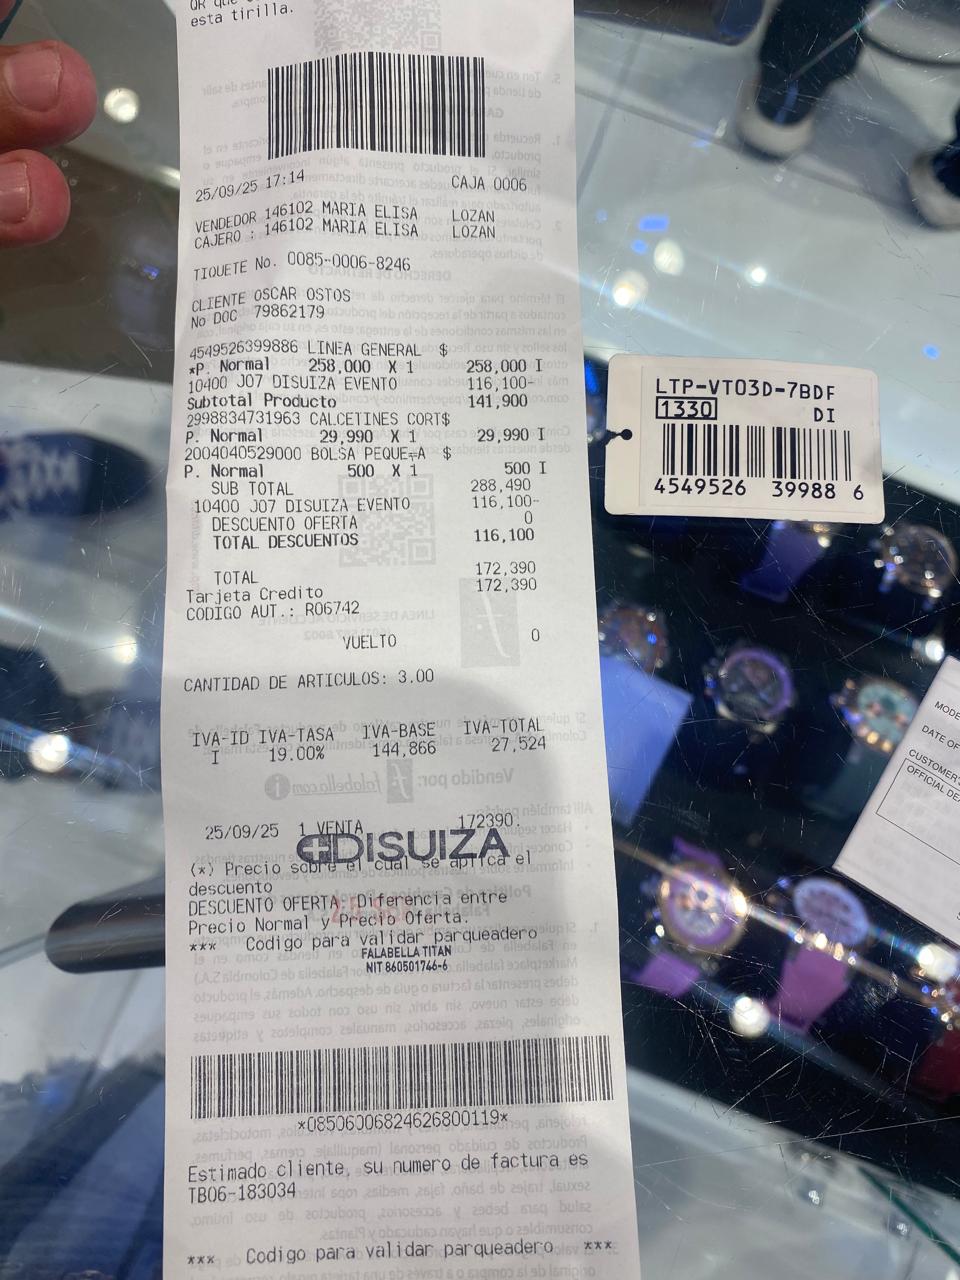 esta tirilla.
25/09/25 17:14 CAJA 0006
VENDEDOR 146102 MARIA ELISA LOZAN
CAJERO : 146102 MARIA ELISA LOZAN
TIQUETE No. 0085-0006-8246
CLIENTE OSCAR OSTOS
No DOC 79862179
4549526399886 LINEA GENERAL $
*P. Normal 258,000 X 1 258,000 I
10400 J07 DISUIZA EVENTO 116,100-
Subtotal Producto 141,900
2998834731963 CALCETINES CORT$
P. Normal 29,990 X 1 29,990 I
2004040529000 BOLSA PEQUE¬A $
P. Normal 500 X 1 500 I
SUB TOTAL 288,490
10400 J07 DISUIZA EVENTO 116,100-
DESCUENTO OFERTA 0
TOTAL DESCUENTOS 116,100
TOTAL 172,390
Tarjeta Credito 172,390
CODIGO AUT.: R06742
VUELTO 0
CANTIDAD DE ARTICULOS: 3.00
IVA-ID IVA-TASA IVA-BASE IVA-TOTAL
I 19.00% 144,866 27,524
25/09/25 1 VENTA 172390.
DISUIZA
(*) Precio sobre el cual se aplica el
descuento
DESCUENTO OFERTA: Diferencia entre
Precio Normal y Precio Oferta.
*** Codigo para validar parqueadero
FALABELLA TITAN
NIT 860501746-6
*08506006824626800119*
Estimado cliente, su numero de factura es
TB06-183034
*** Codigo para validar parqueadero ***
LTP-VT03D-7BDF
1330 DI
4549526 39988 6
MODE
DATE OF
CUSTOMER'
OFFICIAL DEA